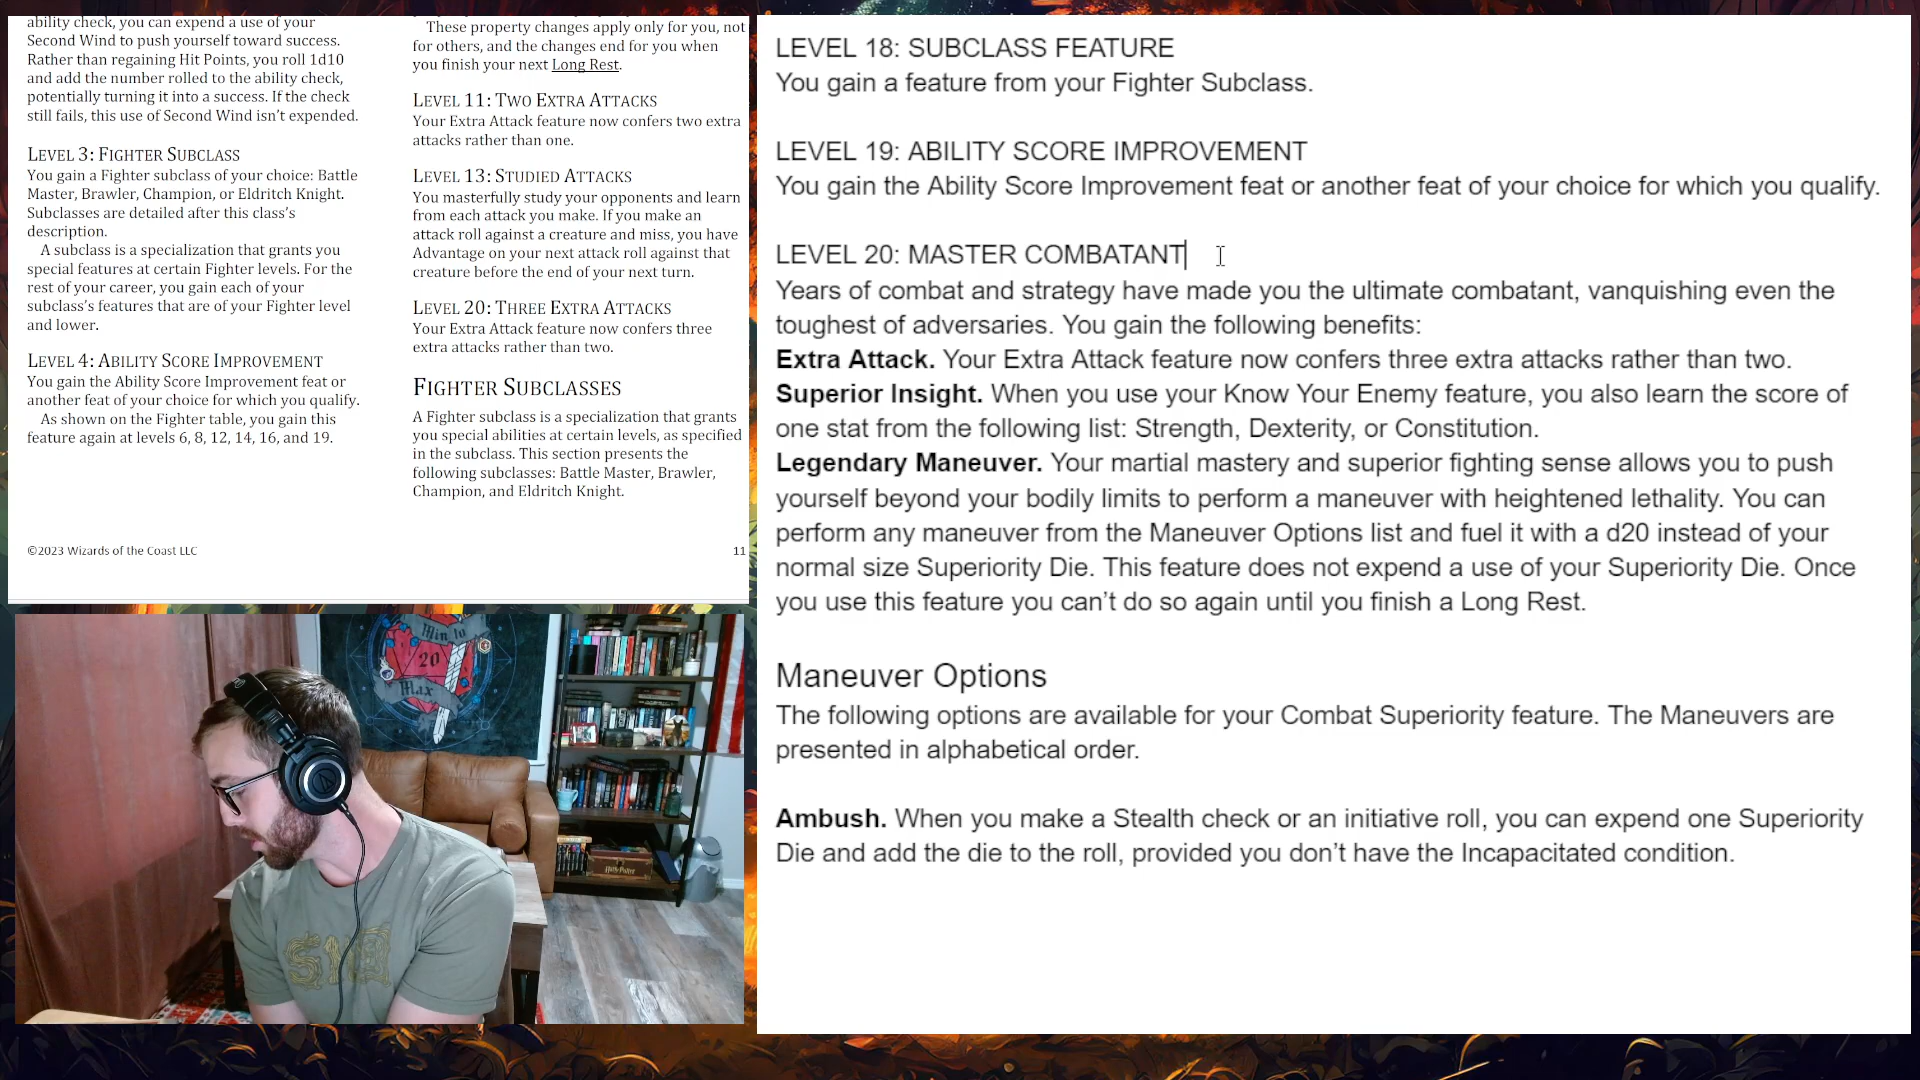 ability check, you can expend a use of your
Second Wind to push yourself toward success.
Rather than regaining Hit Points, you roll 1d10
and add the number rolled to the ability check,
potentially turning it into a success. If the check
still fails, this use of Second Wind isn't expended.
LEVEL 3: FIGHTER SUBCLASS
You gain a Fighter subclass of your choice: Battle
Master, Brawler, Champion, or Eldritch Knight.
Subclasses are detailed after this class's
description.
A subclass is a specialization that grants you
special features at certain Fighter levels. For the
rest of your career, you gain each of your
subclass's features that are of your Fighter level
and lower.
LEVEL 4: ABILITY SCORE IMPROVEMENT
You gain the Ability Score Improvement feat or
another feat of your choice for which you qualify.
As shown on the Fighter table, you gain this
feature again at levels 6, 8, 12, 14, 16, and 19.
These property changes apply only for you, not
for others, and the changes end for you when
you finish your next Long Rest.
LEVEL 11: TWO EXTRA ATTACKS
Your Extra Attack feature now confers two extra
attacks rather than one.
LEVEL 13: STUDIED ATTACKS
You masterfully study your opponents and learn
from each attack you make. If you make an
attack roll against a creature and miss, you have
Advantage on your next attack roll against that
creature before the end of your next turn.
LEVEL 20: THREE EXTRA ATTACKS
Your Extra Attack feature now confers three
extra attacks rather than two.
FIGHTER SUBCLASSES
A Fighter subclass is a specialization that grants
you special abilities at certain levels, as specified
in the subclass. This section presents the
following subclasses: Battle Master, Brawler,
Champion, and Eldritch Knight.
©2023 Wizards of the Coast LLC
11
LEVEL 18: SUBCLASS FEATURE
You gain a feature from your Fighter Subclass.
LEVEL 19: ABILITY SCORE IMPROVEMENT
You gain the Ability Score Improvement feat or another feat of your choice for which you qualify.
LEVEL 20: MASTER COMBATANT
Years of combat and strategy have made you the ultimate combatant, vanquishing even the
toughest of adversaries. You gain the following benefits:
Extra Attack. Your Extra Attack feature now confers three extra attacks rather than two.
Superior Insight. When you use your Know Your Enemy feature, you also learn the score of
one stat from the following list: Strength, Dexterity, or Constitution.
Legendary Maneuver. Your martial mastery and superior fighting sense allows you to push
yourself beyond your bodily limits to perform a maneuver with heightened lethality. You can
perform any maneuver from the Maneuver Options list and fuel it with a d20 instead of your
normal size Superiority Die. This feature does not expend a use of your Superiority Die. Once
you use this feature you can't do so again until you finish a Long Rest.
Maneuver Options
The following options are available for your Combat Superiority feature. The Maneuvers are
presented in alphabetical order.
Ambush. When you make a Stealth check or an initiative roll, you can expend one Superiority
Die and add the die to the roll, provided you don't have the Incapacitated condition.
Min to
20
Max
Harry Potter